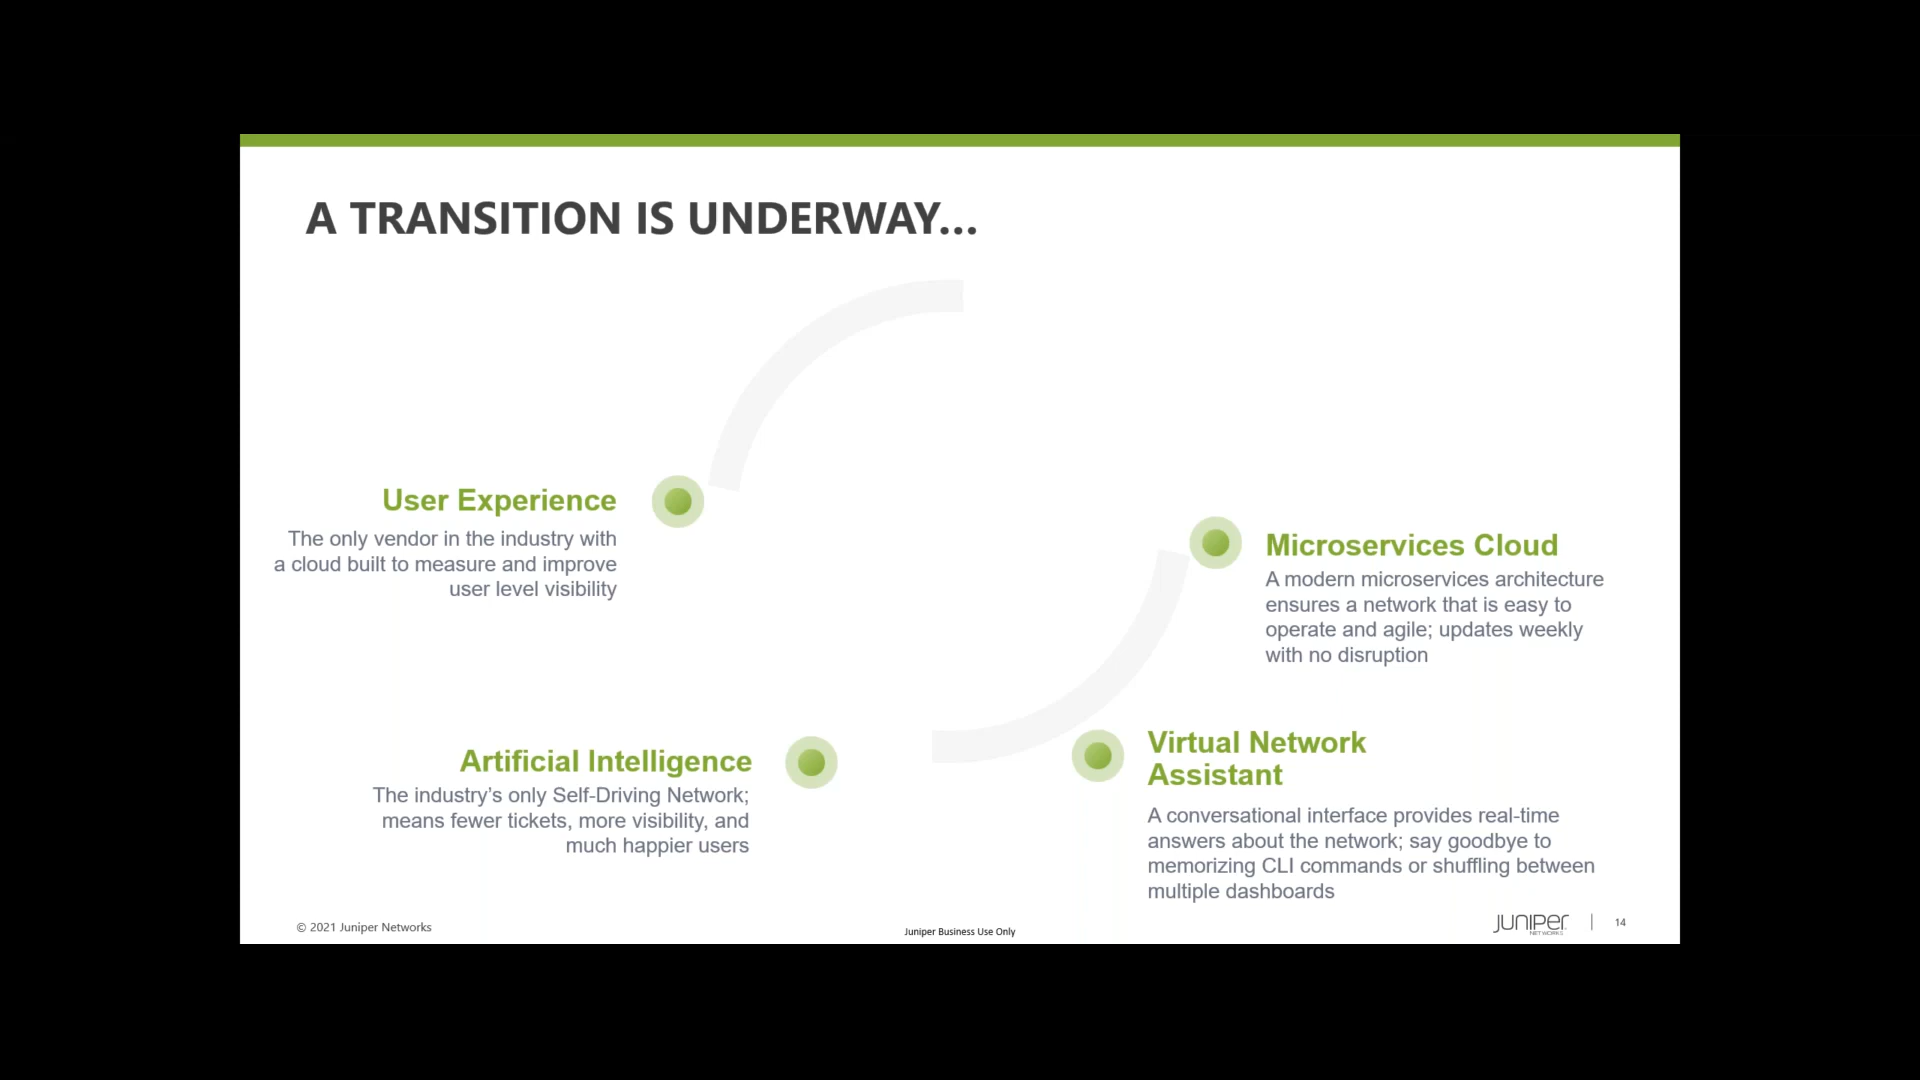 A TRANSITION IS UNDERWAY...
User Experience
The only vendor in the industry with
a cloud built to measure and improve
user level visibility
Microservices Cloud
A modern microservices architecture
ensures a network that is easy to
operate and agile; updates weekly
with no disruption
Artificial Intelligence
The industry’s only Self-Driving Network;
means fewer tickets, more visibility, and
much happier users
Virtual Network
Assistant
A conversational interface provides real-time
answers about the network; say goodbye to
memorizing CLI commands or shuffling between
multiple dashboards
© 2021 Juniper Networks
Juniper Business Use Only
JUNIPER
NETWORKS
14